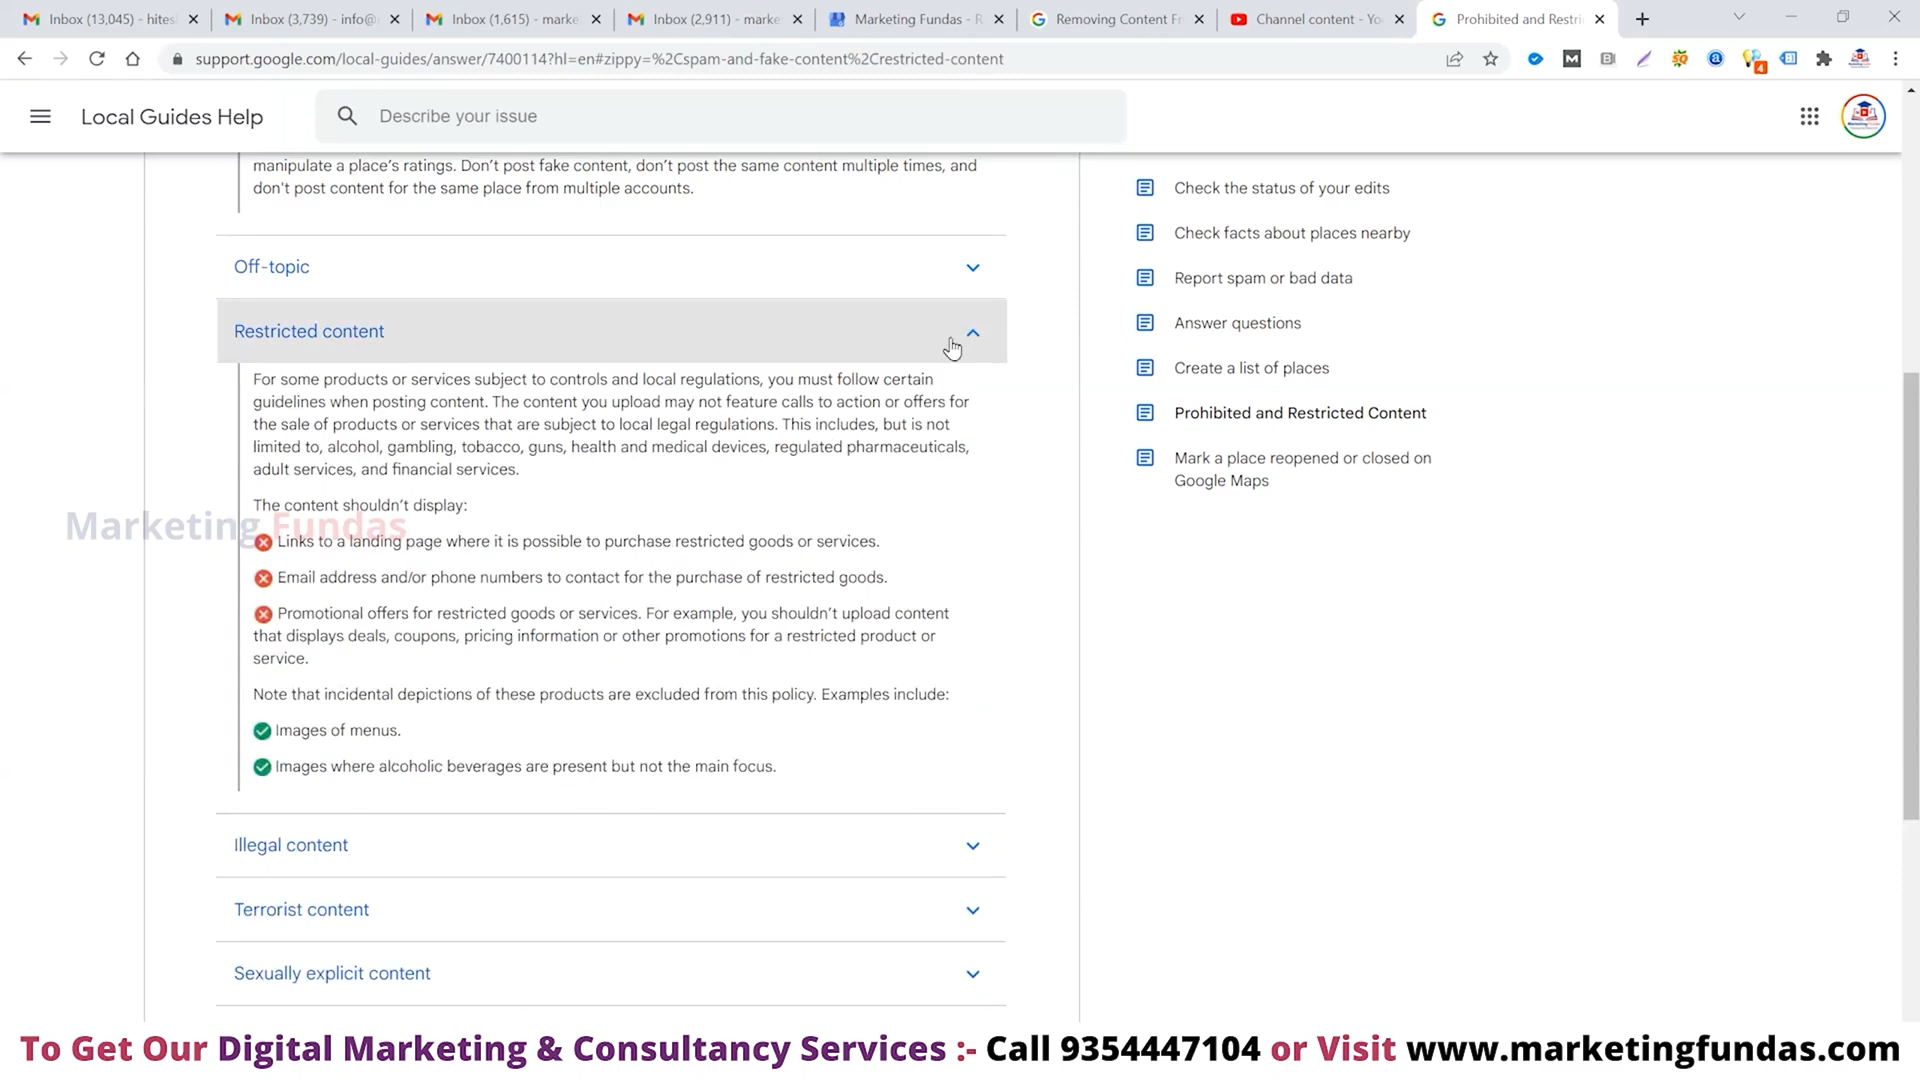 Inbox (13,045) - hitesh
Inbox (3,739) - info@
Inbox (1,615) - marke
Inbox (2,911) - marke
Marketing Fundas - R
Removing Content Fr
Channel content - Yo
Prohibited and Restri
support.google.com/local-guides/answer/7400114?hl=en#zippy=%2Cspam-and-fake-content%2Crestricted-content
4
Local Guides Help
Describe your issue
manipulate a place's ratings. Don't post fake content, don't post the same content multiple times, and
don't post content for the same place from multiple accounts.
Off-topic
Restricted content
For some products or services subject to controls and local regulations, you must follow certain
guidelines when posting content. The content you upload may not feature calls to action or offers for
the sale of products or services that are subject to local legal regulations. This includes, but is not
limited to, alcohol, gambling, tobacco, guns, health and medical devices, regulated pharmaceuticals,
adult services, and financial services.
The content shouldn't display:
Links to a landing page where it is possible to purchase restricted goods or services.
Email address and/or phone numbers to contact for the purchase of restricted goods.
Promotional offers for restricted goods or services. For example, you shouldn't upload content
that displays deals, coupons, pricing information or other promotions for a restricted product or
service.
Note that incidental depictions of these products are excluded from this policy. Examples include:
Images of menus.
Images where alcoholic beverages are present but not the main focus.
Illegal content
Terrorist content
Sexually explicit content
Check the status of your edits
Check facts about places nearby
Report spam or bad data
Answer questions
Create a list of places
Prohibited and Restricted Content
Mark a place reopened or closed on
Google Maps
Marketing Fundas
To Get Our Digital Marketing & Consultancy Services :- Call 9354447104 or Visit www.marketingfundas.com